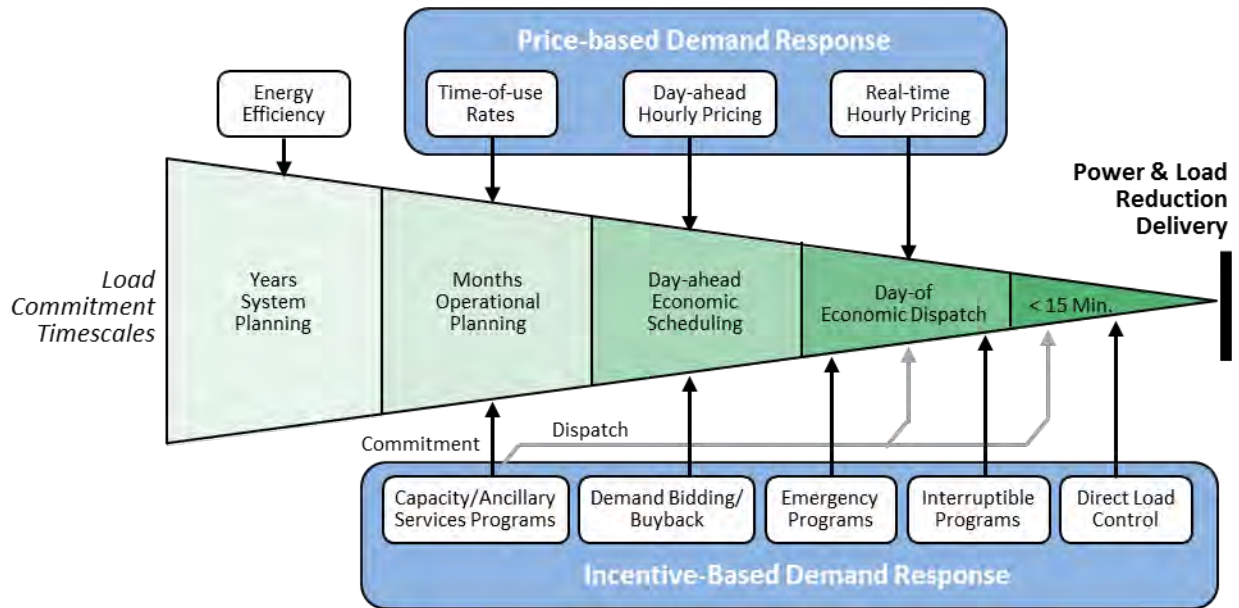 Price-based Demand Response
Energy
Efficiency
Time-of-use
Rates
Day-ahead
Hourly Pricing
Real-time
Hourly Pricing
Power & Load
Reduction
Delivery
Load
Commitment
Timescales
Years
System
Planning
Months
Operational
Planning
Day-ahead
Economic
Scheduling
Day-of
Economic Dispatch
< 15 Min.
Commitment
Dispatch
Capacity/Ancillary
Services Programs
Demand Bidding/
Buyback
Emergency
Programs
Interruptible
Programs
Direct Load
Control
Incentive-Based Demand Response